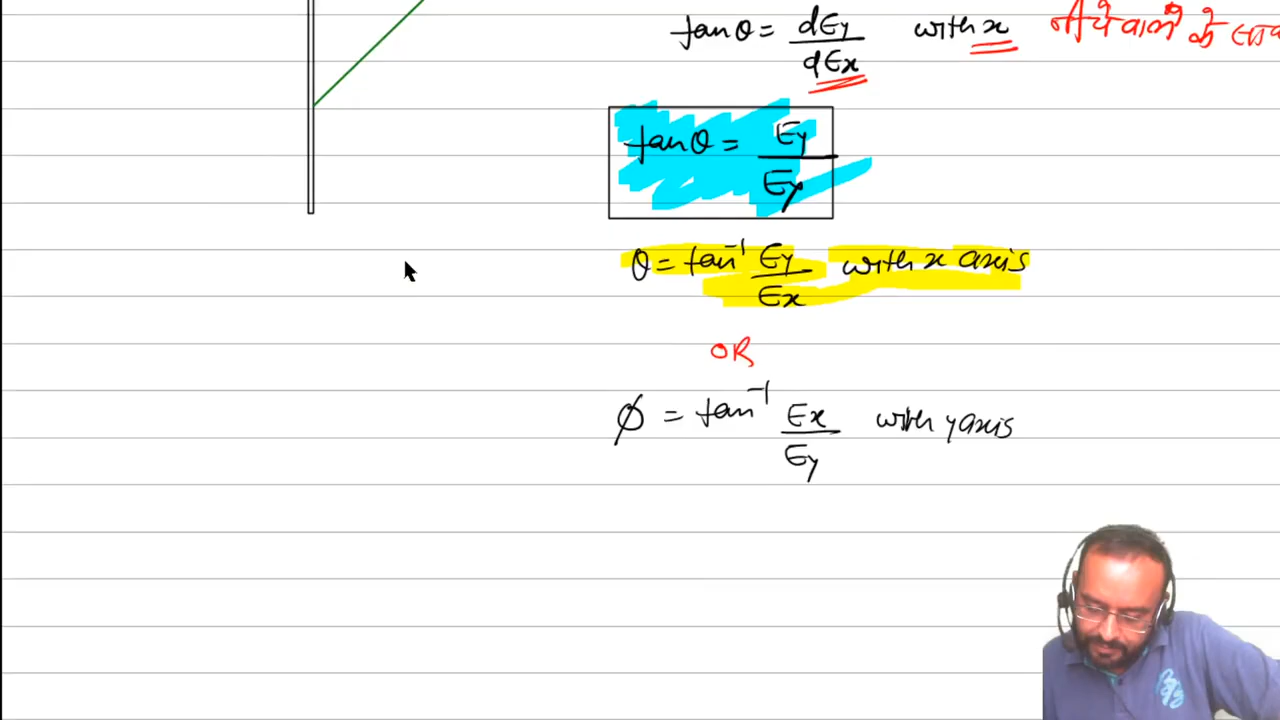 tanθ = dEy / dEx with x नीचे वाले के
tanθ = Ey / Ey
θ = tan⁻¹ Ey / Ex with x axis
OR
ϕ = tan⁻¹ Ex / Ey with y axis